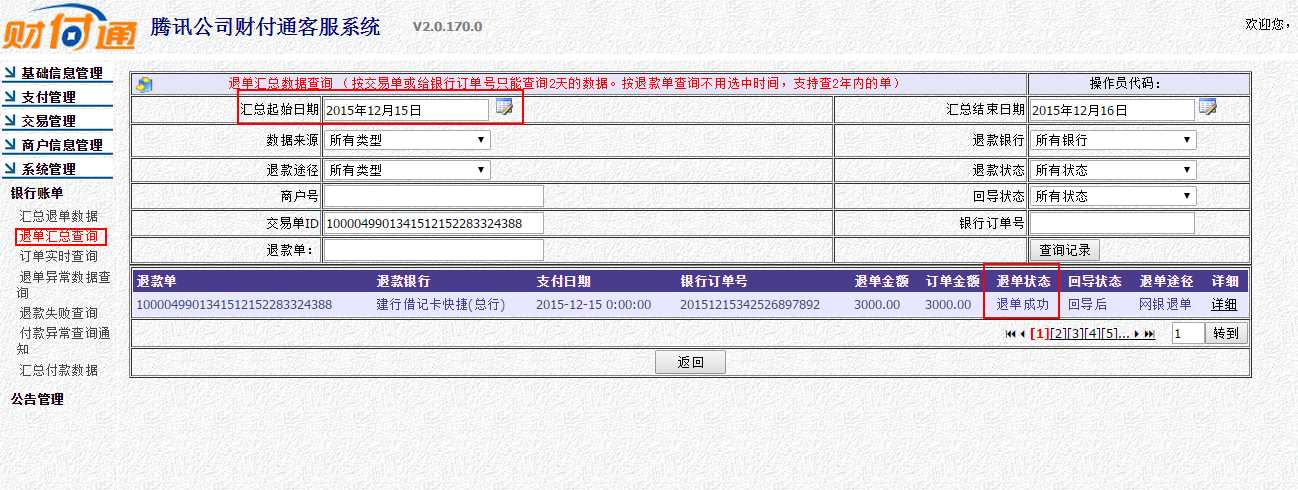 财付通 腾讯公司财付通客服系统 V2.0.170.0 欢迎您,
基础信息管理
支付管理
交易管理
商户信息管理
系统管理
银行账单
汇总退单数据
退单汇总查询
订单实时查询
退单异常数据查
询
退款失败查询
付款异常查询通
知
汇总付款数据
公告管理
退单汇总数据查询 （按交易单或给银行订单号只能查询2天的数据。按退款单查询不用选中时间，支持查2年内的单） 操作员代码：
汇总起始日期 2015年12月15日 汇总结束日期 2015年12月16日
数据来源 所有类型 退款银行 所有银行
退款途径 所有类型 退款状态 所有状态
商户号 回导状态 所有状态
交易单ID 1000049901341512152283324388 银行订单号
退款单： 查询记录
退款单 退款银行 支付日期 银行订单号 退单金额 订单金额 退单状态 回导状态 退单途径 详细
1000049901341512152283324388 建行借记卡快捷(总行) 2015-12-15 0:00:00 20151215342526897892 3000.00 3000.00 退单成功 回导后 网银退单 详细
[1][2][3][4][5]... 1 转到
返回